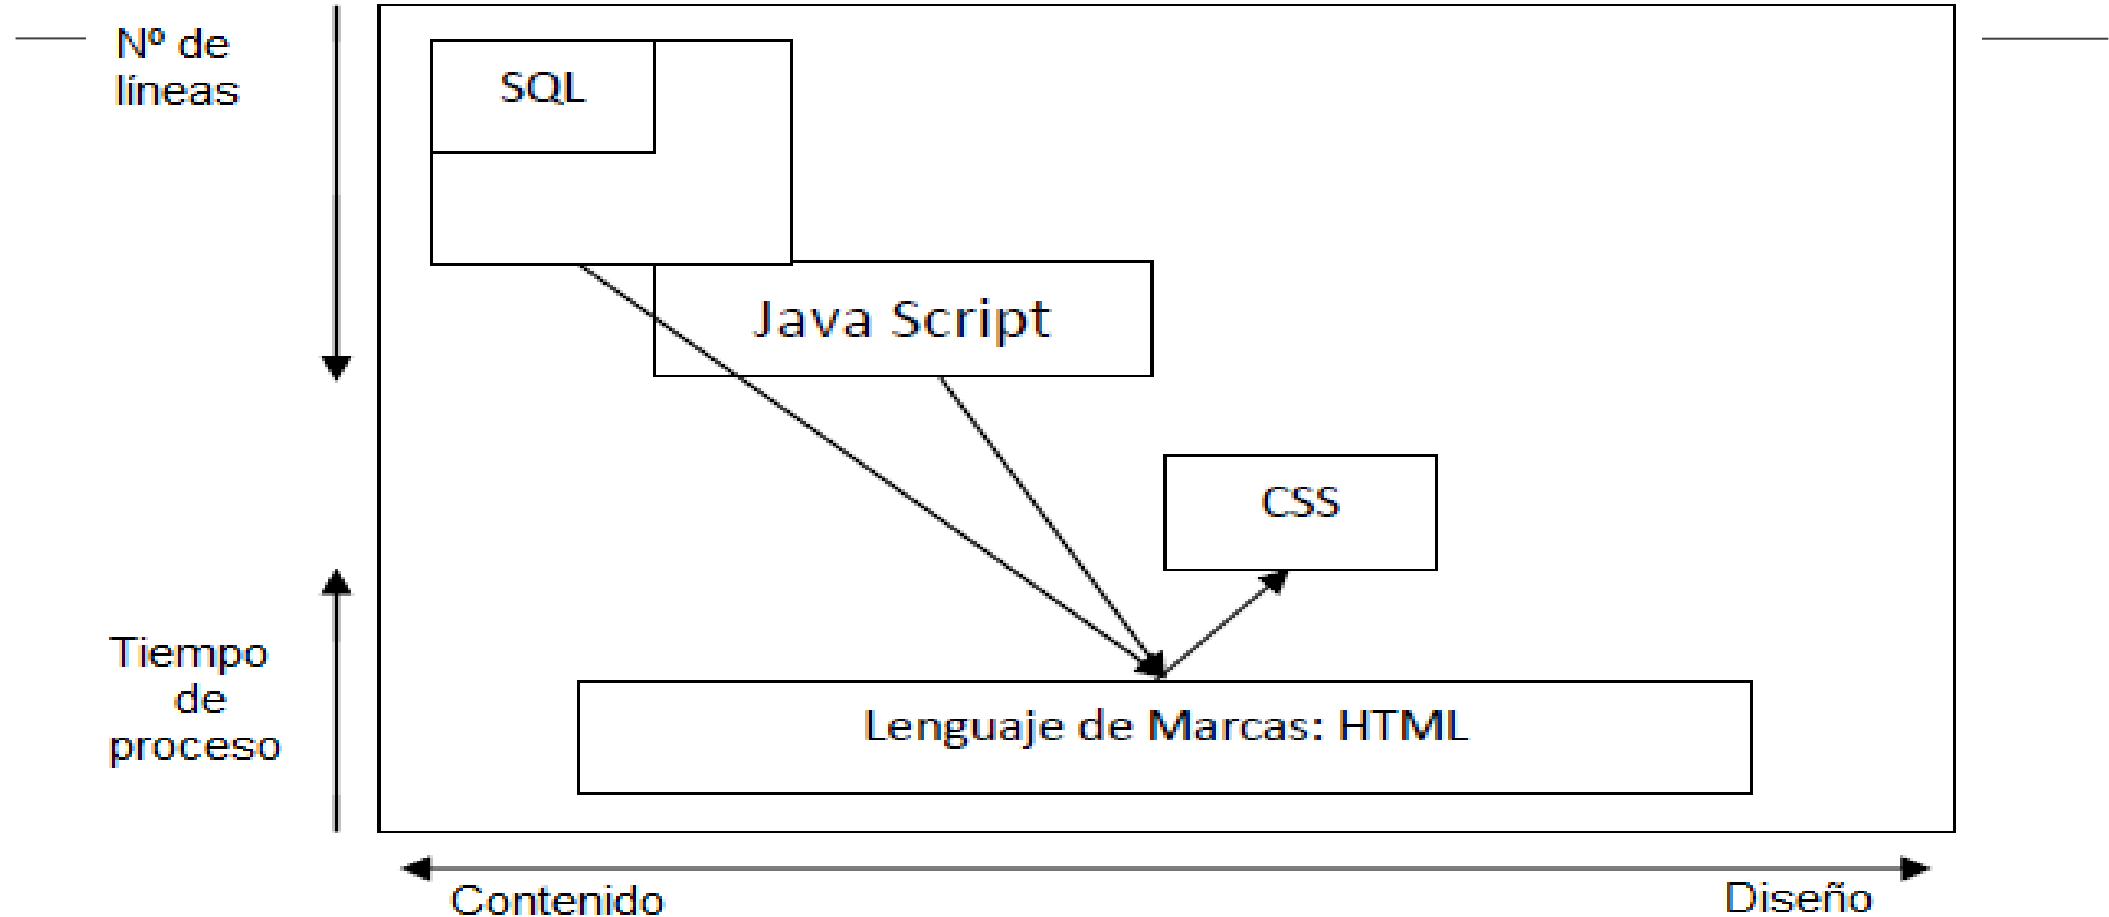 Nº de
líneas
SQL
Java Script
CSS
Tiempo
de
proceso
Lenguaje de Marcas: HTML
Contenido
Diseño